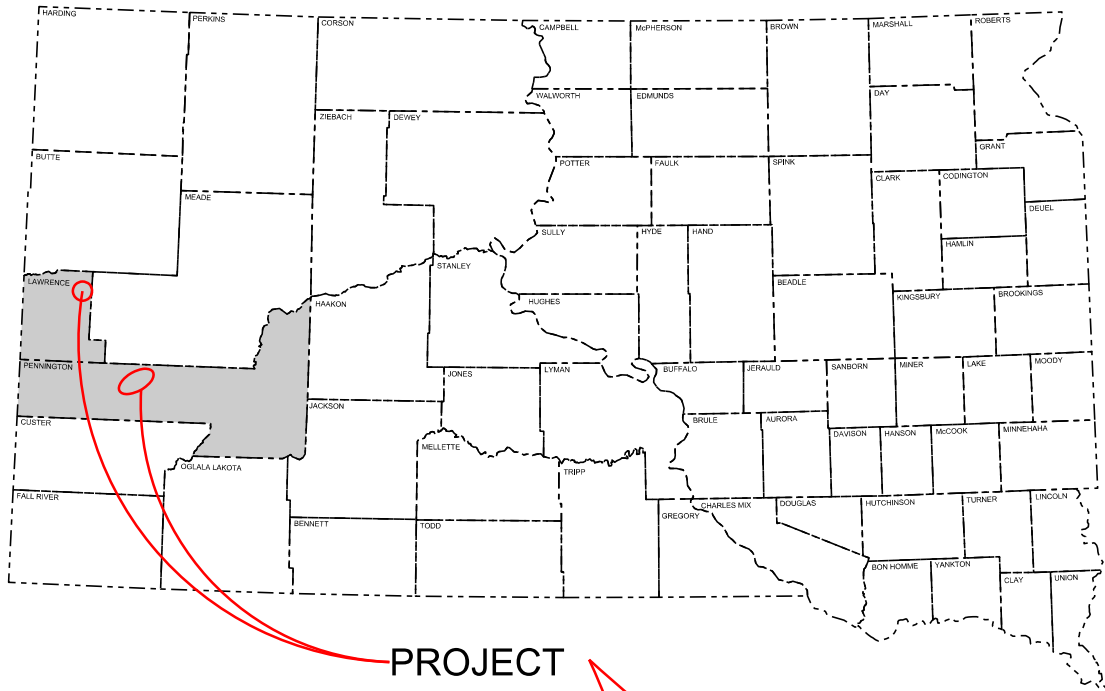 HARDING
PERKINS
CORSON
CAMPBELL
McPHERSON
BROWN
MARSHALL
ROBERTS
WALWORTH
EDMUNDS
DAY
ZIEBACH
DEWEY
GRANT
BUTTE
POTTER
FAULK
SPINK
CLARK
CODINGTON
MEADE
DEUEL
SULLY
HYDE
HAND
HAMLIN
STANLEY
LAWRENCE
BEADLE
HAAKON
HUGHES
KINGSBURY
BROOKINGS
PENNINGTON
JONES
LYMAN
BUFFALO
JERAULD
SANBORN
MINER
LAKE
MOODY
JACKSON
CUSTER
BRULE
AURORA
DAVISON
HANSON
McCOOK
MINNEHAHA
MELLETTE
OGLALA LAKOTA
TRIPP
FALL RIVER
GREGORY
CHARLES MIX
DOUGLAS
HUTCHINSON
TURNER
LINCOLN
BENNETT
TODD
BON HOMME
YANKTON
CLAY
UNION
PROJECT